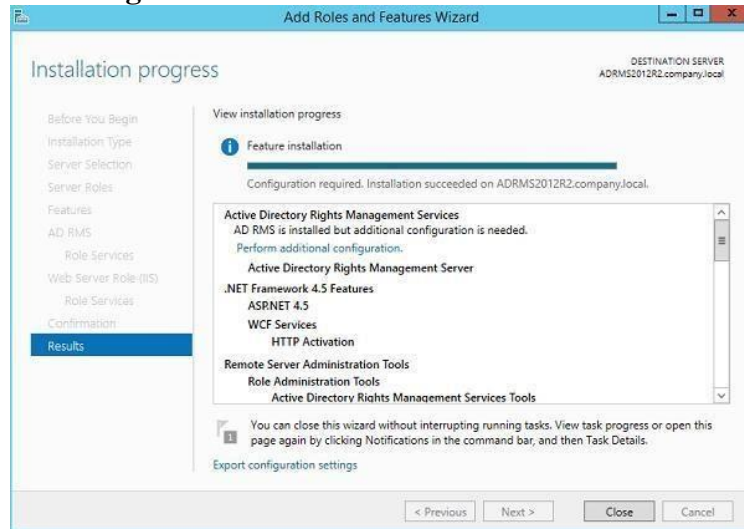 Add Roles and Features Wizard
Installation progress
DESTINATION SERVER
ADRMS2012R2.company.local
Before You Begin
Installation Type
Server Selection
Server Roles
Features
AD RMS
Role Services
Web Server Role (IIS)
Role Services
Confirmation
Results
View installation progress
Feature installation
Configuration required. Installation succeeded on ADRMS2012R2.company.local.
Active Directory Rights Management Services
AD RMS is installed but additional configuration is needed.
Perform additional configuration.
Active Directory Rights Management Server
.NET Framework 4.5 Features
ASP.NET 4.5
WCF Services
HTTP Activation
Remote Server Administration Tools
Role Administration Tools
Active Directory Rights Management Services Tools
1
You can close this wizard without interrupting running tasks. View task progress or open this
page again by clicking Notifications in the command bar, and then Task Details.
Export configuration settings
< Previous
Next >
Close
Cancel